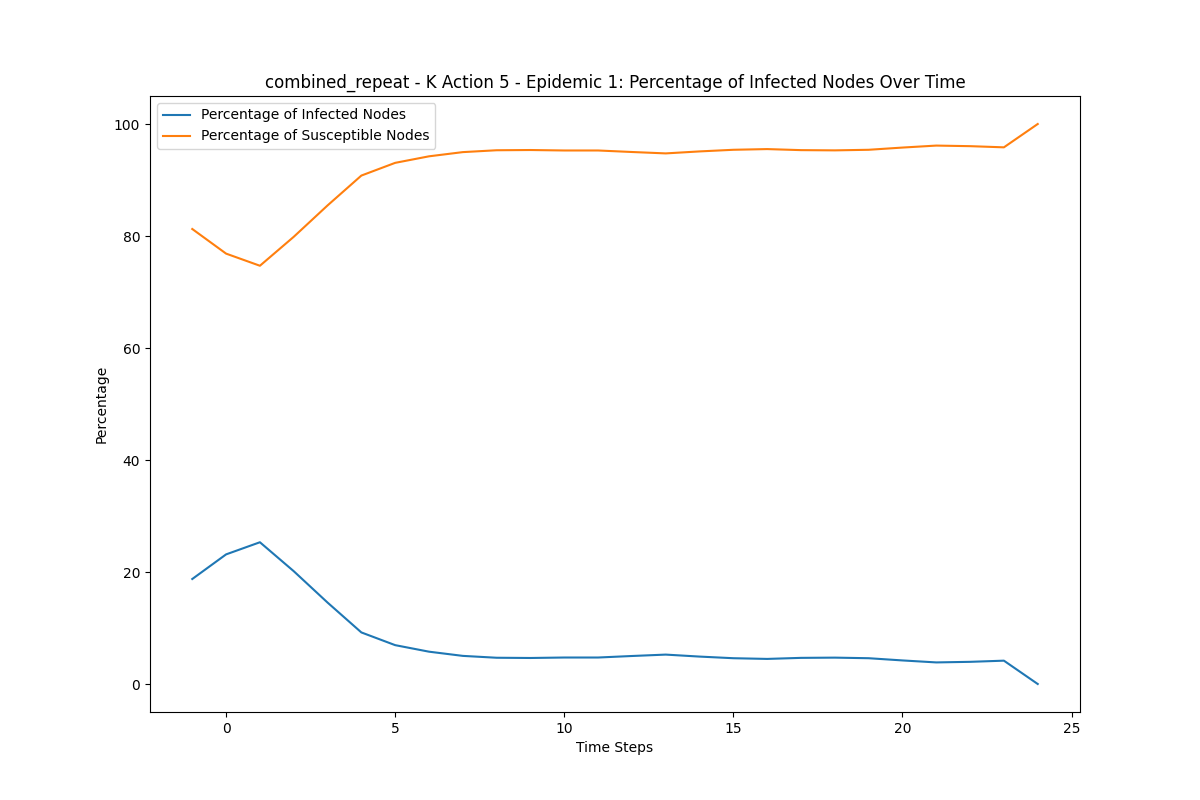 combined_repeat - K Action 5 - Epidemic 1: Percentage of Infected Nodes Over Time
Percentage of Infected Nodes
Percentage of Susceptible Nodes
100
80
60
40
20
0
Percentage
0 5 10 15 20 25
Time Steps